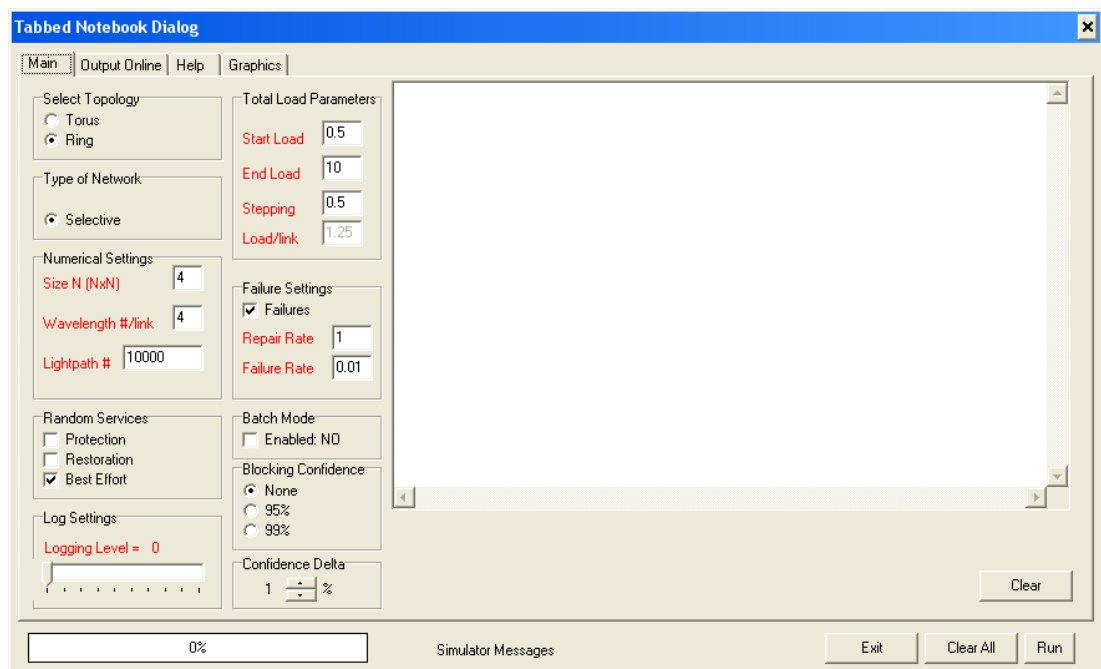 Tabbed Notebook Dialog
Main Output Online Help Graphics
Select Topology
Torus
Ring
Type of Network
Selective
Numerical Settings
Size N (NxN) 4
Wavelength #/link 4
Lightpath # 10000
Random Services
Protection
Restoration
Best Effort
Log Settings
Logging Level = 0
Total Load Parameters
Start Load 0.5
End Load 10
Stepping 0.5
Load/link 1.25
Failure Settings
Failures
Repair Rate 1
Failure Rate 0.01
Batch Mode
Enabled: NO
Blocking Confidence
None
95%
99%
Confidence Delta
1 %
Clear
0% Simulator Messages Exit Clear All Run